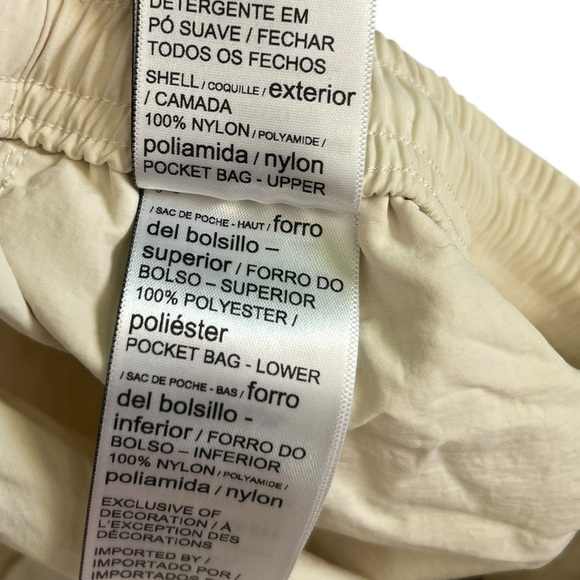 DETERGENTE EM
PÓ SUAVE / FECHAR
TODOS OS FECHOS
SHELL / COQUILLE / exterior
/ CAMADA
100% NYLON / POLYAMIDE /
poliamida / nylon
POCKET BAG - UPPER
/ SAC DE POCHE - HAUT / forro
del bolsillo –
superior / FORRO DO
BOLSO – SUPERIOR
100% POLYESTER /
poliéster
POCKET BAG - LOWER
/ SAC DE POCHE - BAS / forro
del bolsillo -
inferior / FORRO DO
BOLSO – INFERIOR
100% NYLON / POLYAMIDE /
poliamida / nylon
EXCLUSIVE OF
DECORATION / À
L'EXCEPTION DES
DÉCORATIONS
IMPORTED BY /
IMPORTADO POR /
IMPORTADOS POR